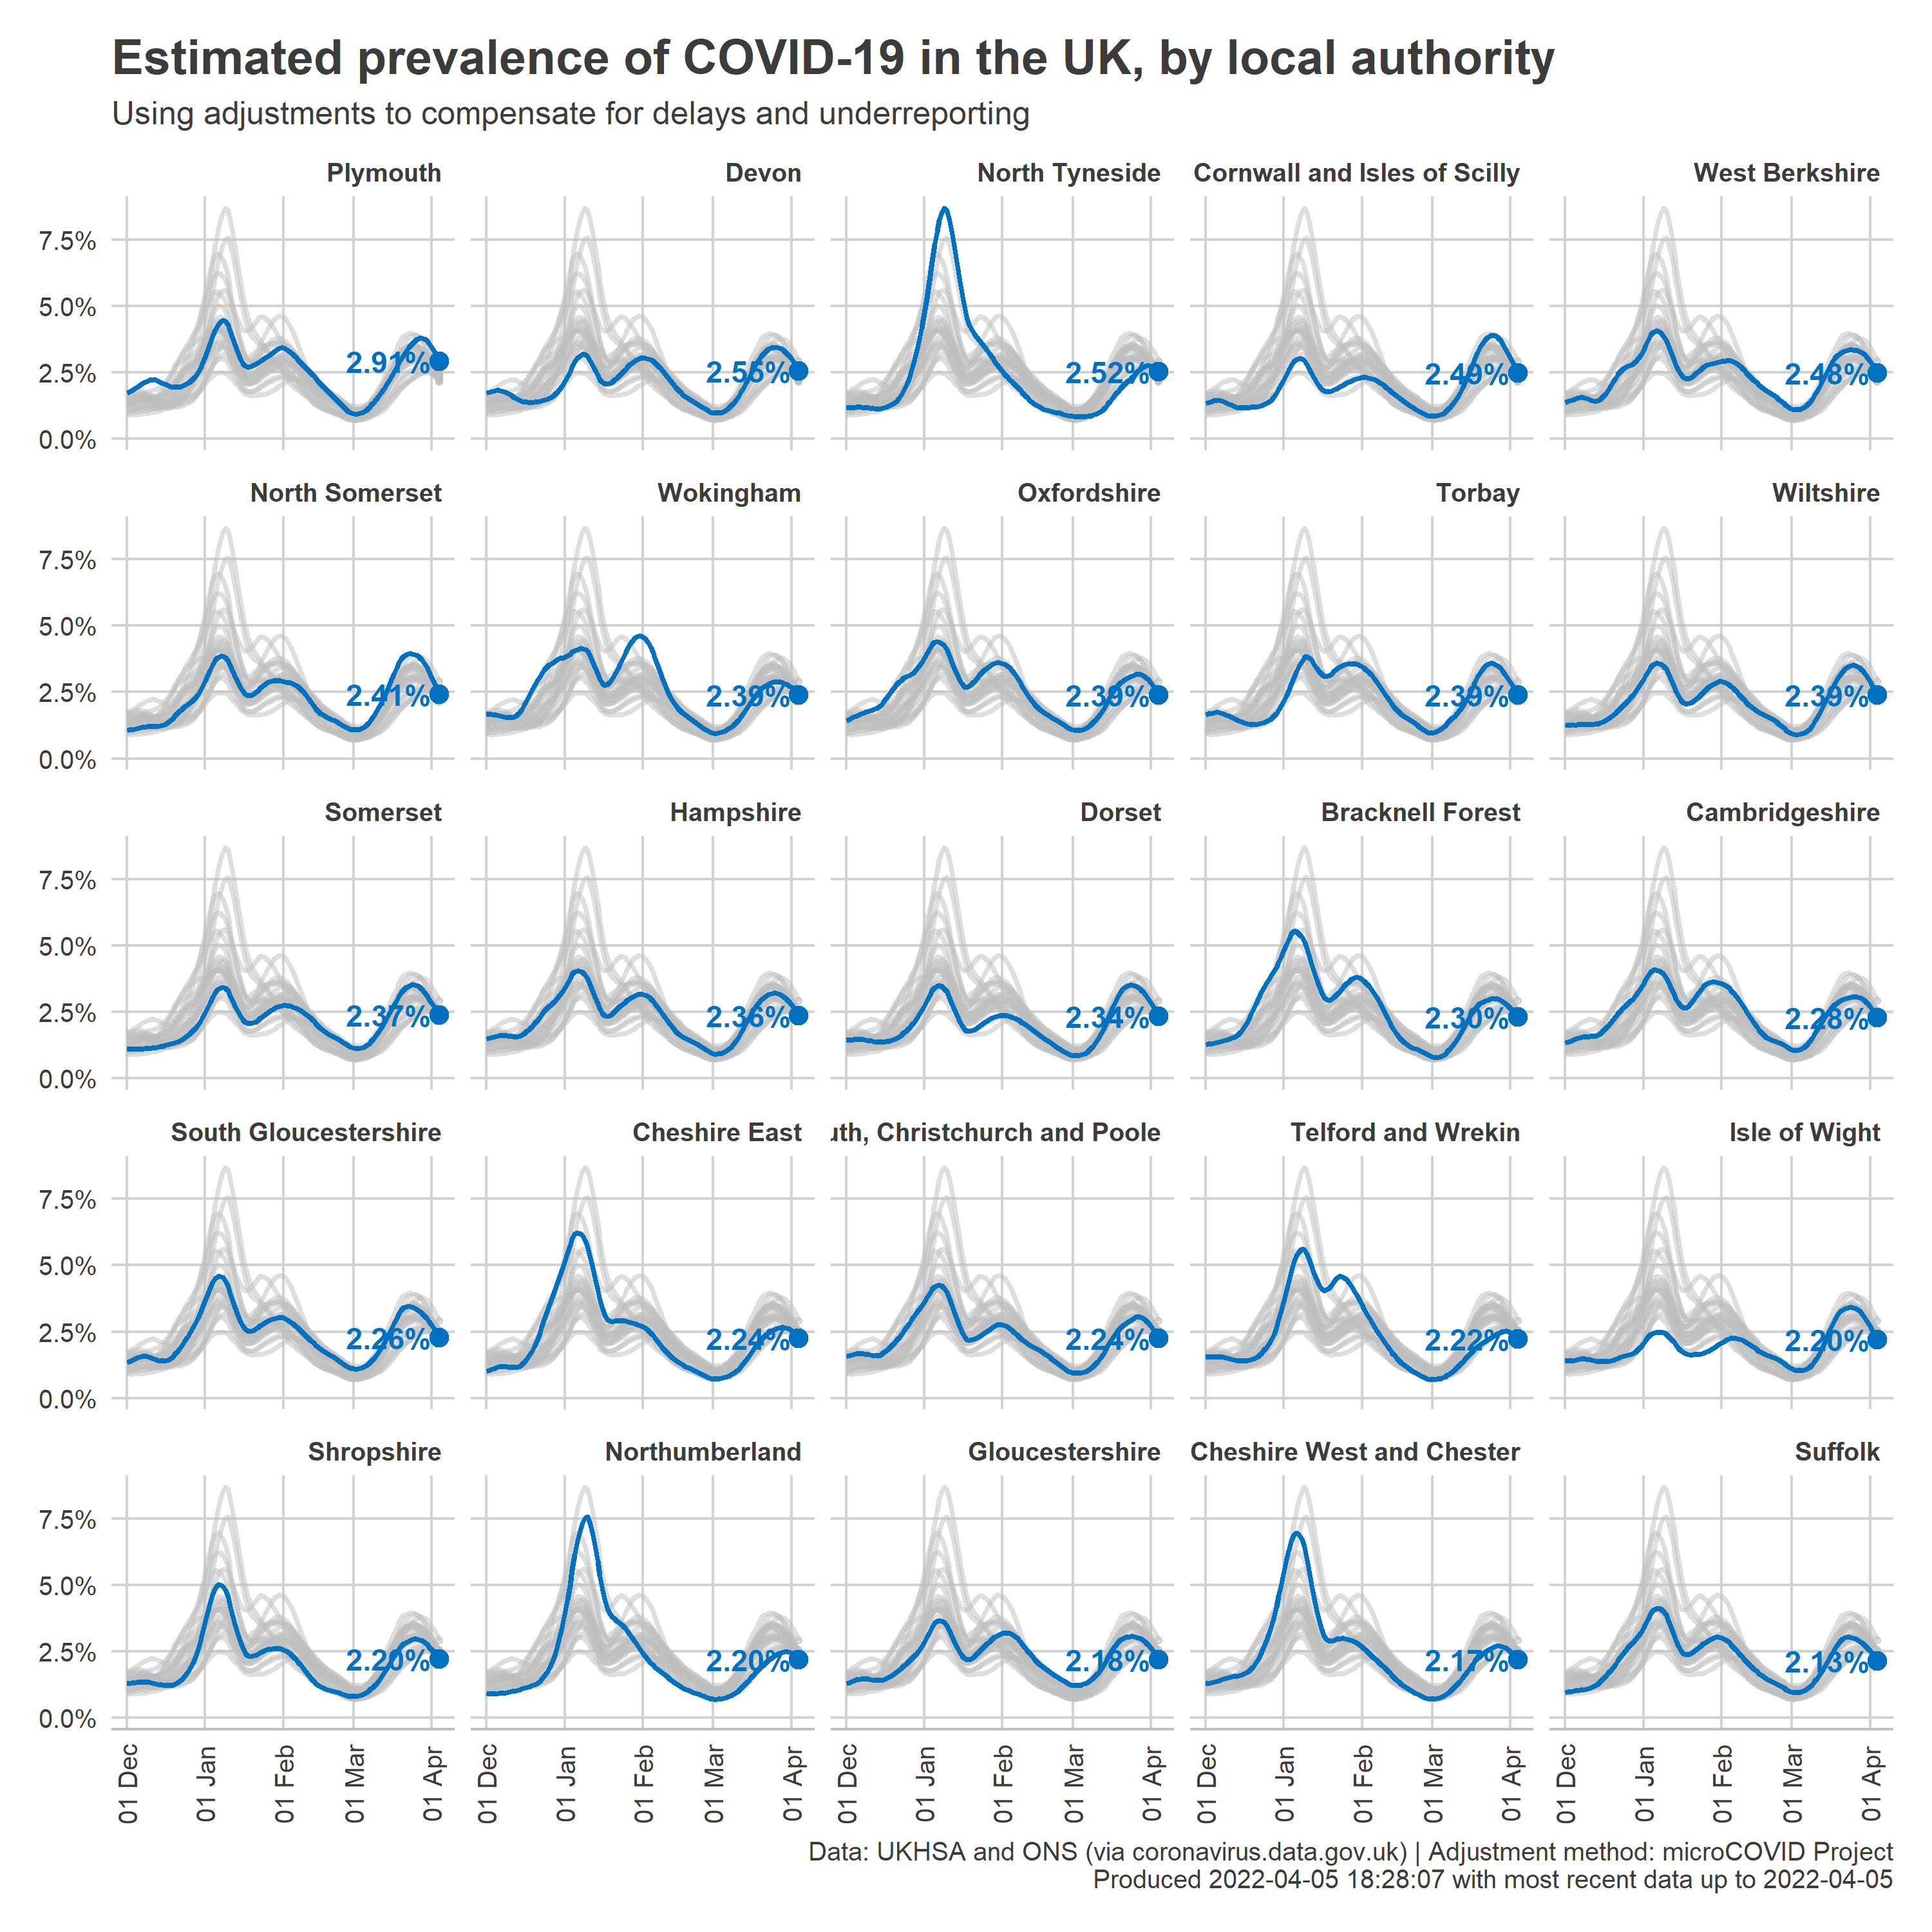 Estimated prevalence of COVID-19 in the UK, by local authority
Using adjustments to compensate for delays and underreporting
Plymouth Devon North Tyneside Cornwall and Isles of Scilly West Berkshire
7.5%
5.0%
2.91% 2.55% 2.52% 2.49% 2.48%
2.5%
0.0%
North Somerset Wokingham Oxfordshire Torbay Wiltshire
7.5%
5.0%
2.41% 2.39% 2.39% 2.39% 2.39%
2.5%
0.0%
Somerset Hampshire Dorset Bracknell Forest Cambridgeshire
7.5%
5.0%
2.37% 2.36% 2.34% 2.30% 2.28%
2.5%
0.0%
South Gloucestershire Cheshire East uth, Christchurch and Poole Telford and Wrekin Isle of Wight
7.5%
5.0%
2.26% 2.24% 2.24% 2.22% 2.20%
2.5%
0.0%
Shropshire Northumberland Gloucestershire Cheshire West and Chester Suffolk
7.5%
5.0%
2.20% 2.20% 2.18% 2.17% 2.13%
2.5%
0.0%
01 Dec 01 Jan 01 Feb 01 Mar 01 Apr 01 Dec 01 Jan 01 Feb 01 Mar 01 Apr 01 Dec 01 Jan 01 Feb 01 Mar 01 Apr 01 Dec 01 Jan 01 Feb 01 Mar 01 Apr 01 Dec 01 Jan 01 Feb 01 Mar 01 Apr
Data: UKHSA and ONS (via coronavirus.data.gov.uk) | Adjustment method: microCOVID Project
Produced 2022-04-05 18:28:07 with most recent data up to 2022-04-05